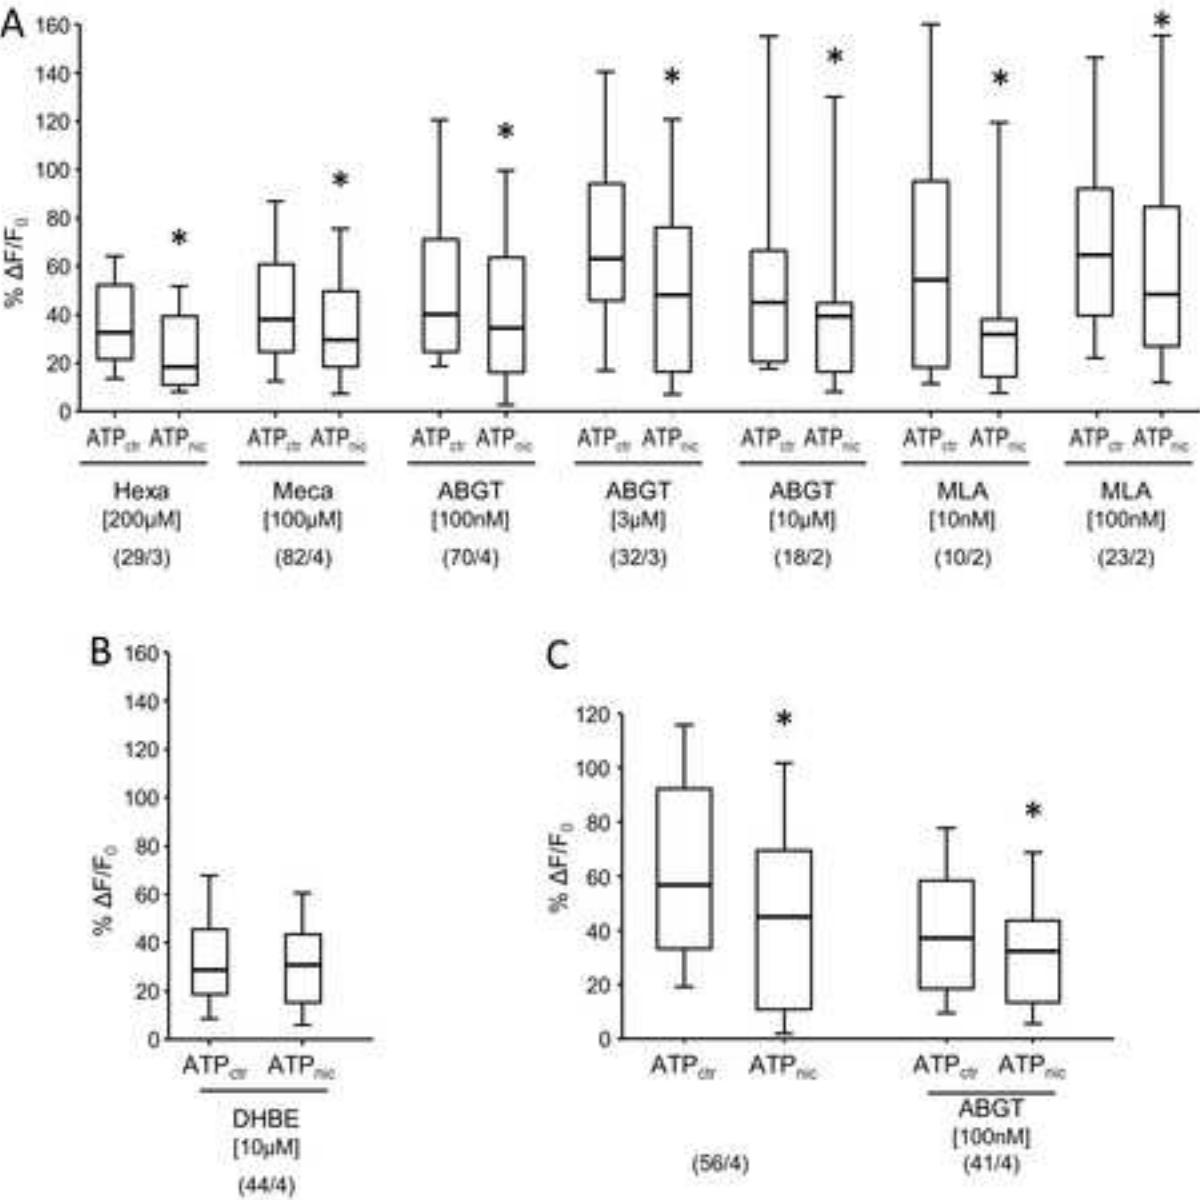 A
160
140
120
100
80
60
40
20
0
% ΔF/F0
* * * * * * *
ATPctr ATPnic ATPctr ATPnic ATPctr ATPnic ATPctr ATPnic ATPctr ATPnic ATPctr ATPnic ATPctr ATPnic
Hexa Meca ABGT ABGT ABGT MLA MLA
[200µM] [100µM] [100nM] [3µM] [10µM] [10nM] [100nM]
(29/3) (82/4) (70/4) (32/3) (18/2) (10/2) (23/2)
B
160
140
120
100
80
60
40
20
0
% ΔF/F0
ATPctr ATPnic
DHBE
[10µM]
(44/4)
C
120
100
80
60
40
20
0
% ΔF/F0
* *
ATPctr ATPnic ATPctr ATPnic
ABGT
[100nM]
(56/4) (41/4)